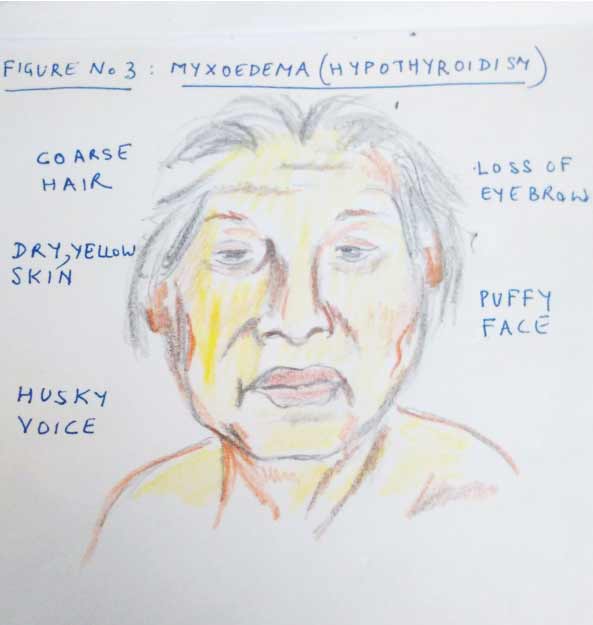 FIGURE No 3 : MYXOEDEMA (HYPOTHYROIDISM)
COARSE
HAIR
DRY, YELLOW
SKIN
HUSKY
VOICE
LOSS OF
EYEBROW
PUFFY
FACE